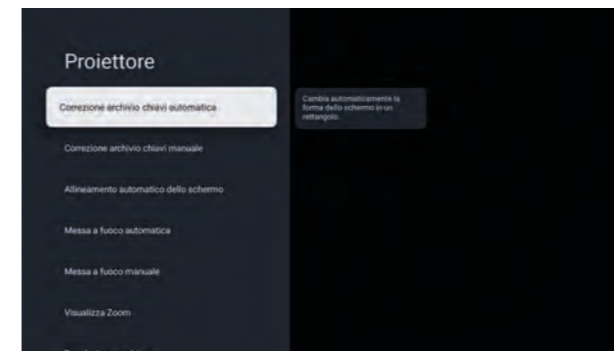 Proiettore
Correzione archivio chiavi automatica
Cambia automaticamente la
forma dello schermo in un
rettangolo.
Correzione archivio chiavi manuale
Allineamento automatico dello schermo
Messa a fuoco automatica
Messa a fuoco manuale
Visualizza Zoom